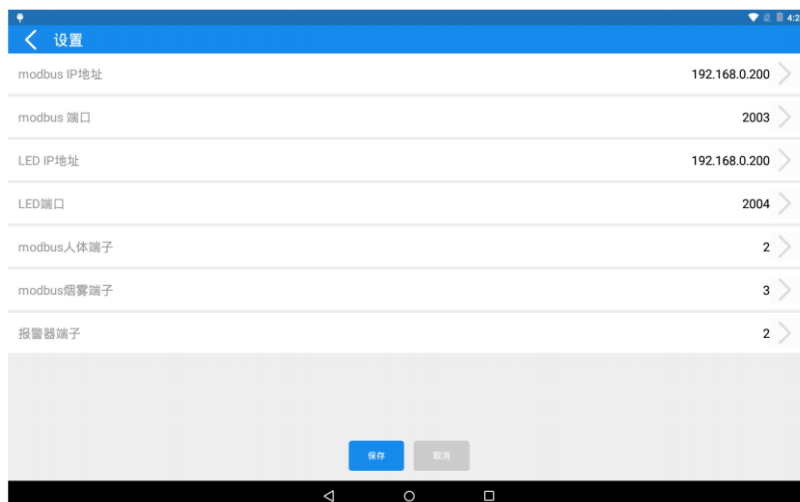 4:2
设置
modbus IP地址 192.168.0.200
modbus 端口 2003
LED IP地址 192.168.0.200
LED端口 2004
modbus人体端子 2
modbus烟雾端子 3
报警器端子 2
保存 取消